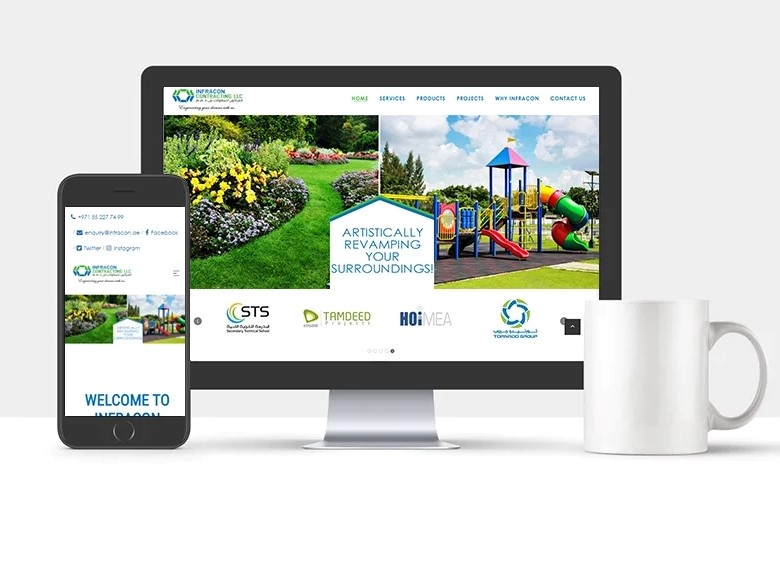 INFRACON
CONTRACTING LLC
Engineering your dreams with us..
HOME SERVICES PRODUCTS PROJECTS WHY INFRACON CONTACT US
ARTISTICALLY
REVAMPING
YOUR
SURROUNDINGS!
STS
Secondary Technical School
TAMDEED
Projects
HOiMEA
TORNADO GROUP
+971 55 227 74 99
enquiry@infracon.ae / Facebook
/ Twitter / Instagram
INFRACON
CONTRACTING LLC
Engineering your dreams with us..
ARTISTICALLY
REVAMPING
YOUR
SURROUNDINGS!
WELCOME TO
INFRACON